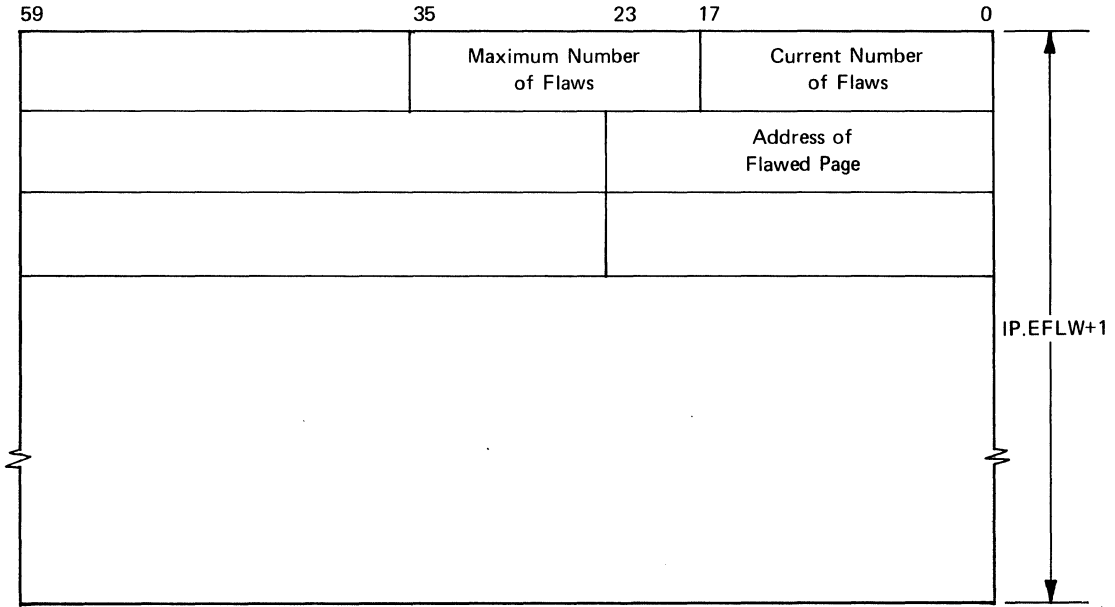 59 35 23 17 0
Maximum Number
of Flaws
Current Number
of Flaws
Address of
Flawed Page
IP.EFLW+1